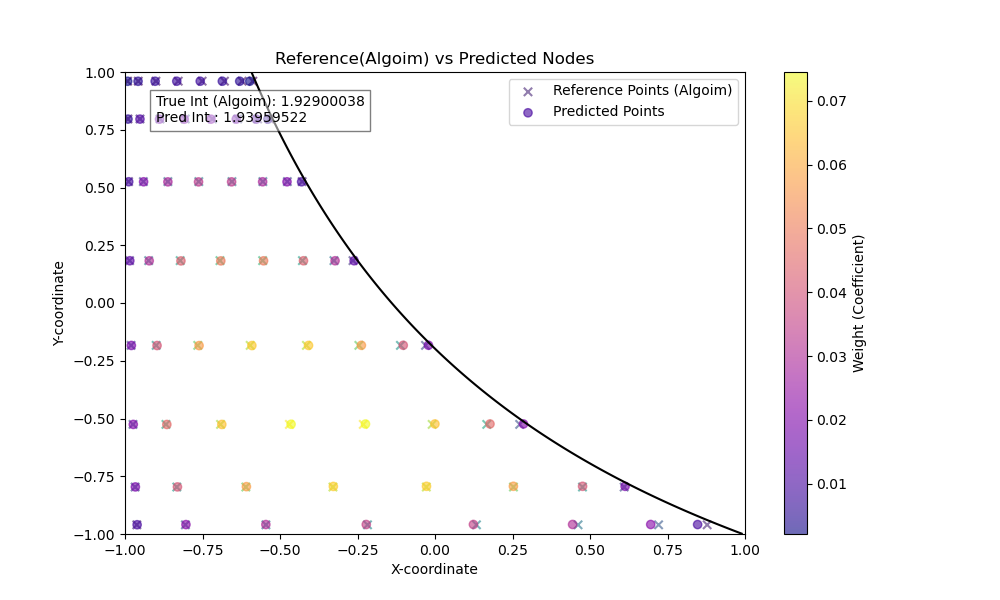 Reference(Algoim) vs Predicted Nodes
True Int (Algoim): 1.92900038
Pred Int : 1.93959522
Reference Points (Algoim)
Predicted Points
1.00
0.75
0.50
0.25
0.00
−0.25
−0.50
−0.75
−1.00
Y-coordinate
−1.00 −0.75 −0.50 −0.25 0.00 0.25 0.50 0.75 1.00
X-coordinate
0.07
0.06
0.05
0.04
0.03
0.02
0.01
Weight (Coefficient)